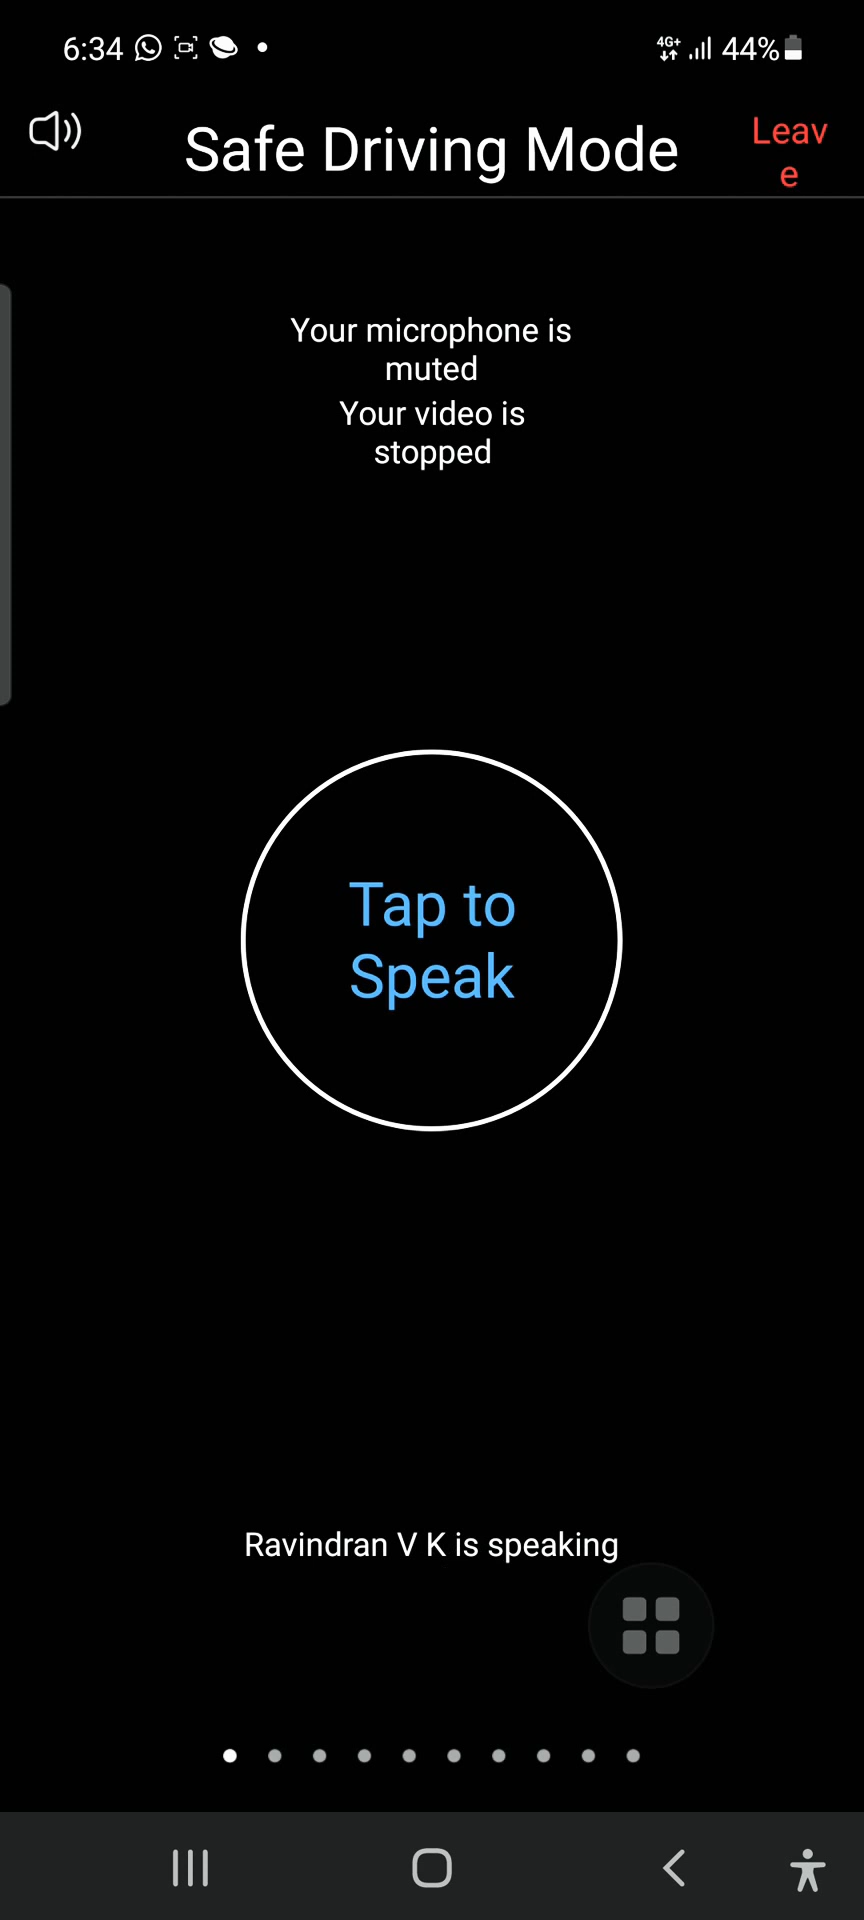 6:34
4G+
44%
Safe Driving Mode
Leav
e
Your microphone is
muted
Your video is
stopped
Tap to
Speak
Ravindran V K is speaking